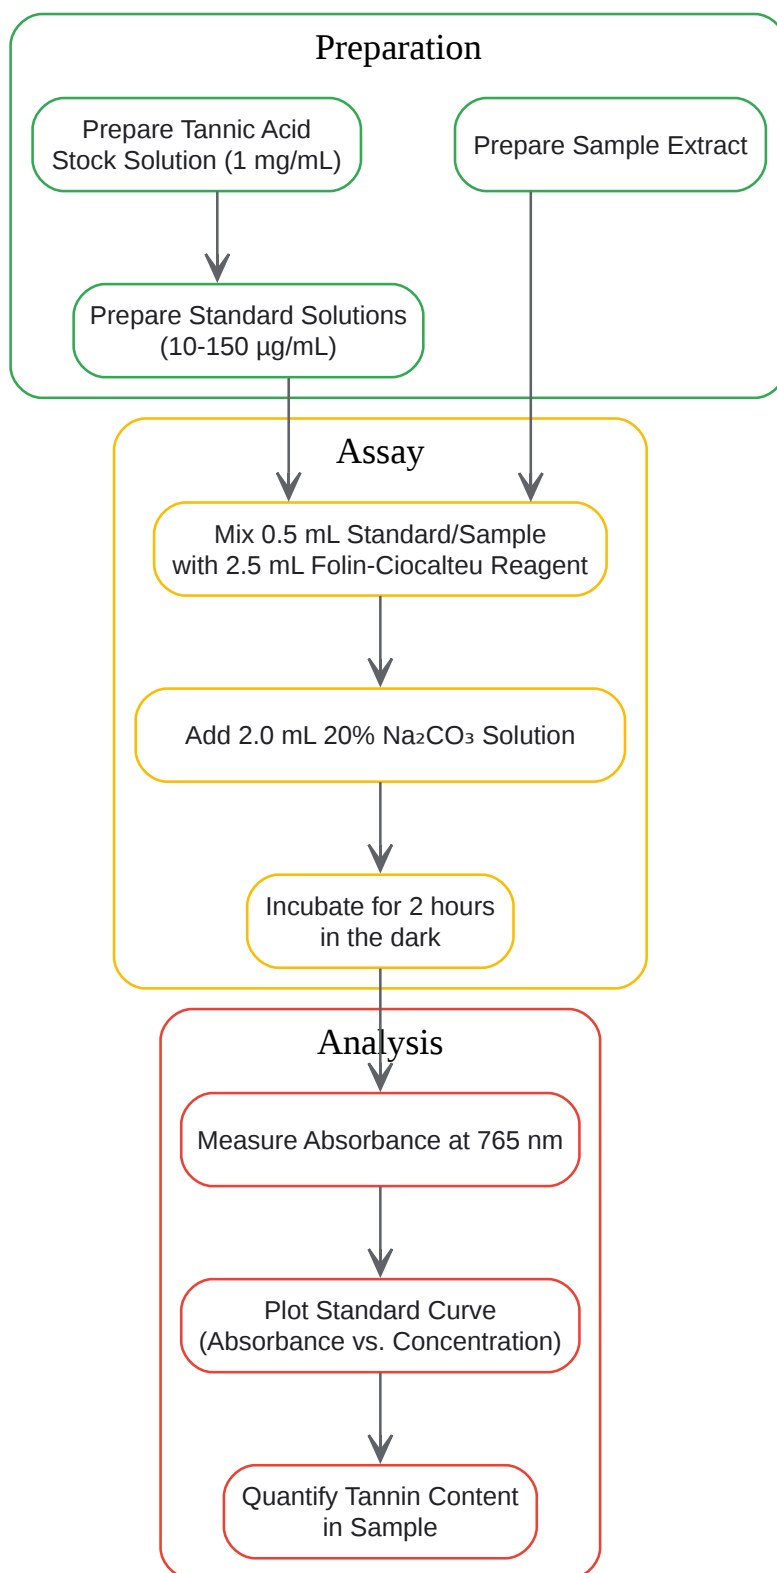 Preparation
Prepare Tannic Acid
Stock Solution (1 mg/mL)
Prepare Sample Extract
Prepare Standard Solutions
(10-150 µg/mL)
Assay
Mix 0.5 mL Standard/Sample
with 2.5 mL Folin-Ciocalteu Reagent
Add 2.0 mL 20% Na₂CO₃ Solution
Incubate for 2 hours
in the dark
Analysis
Measure Absorbance at 765 nm
Plot Standard Curve
(Absorbance vs. Concentration)
Quantify Tannin Content
in Sample